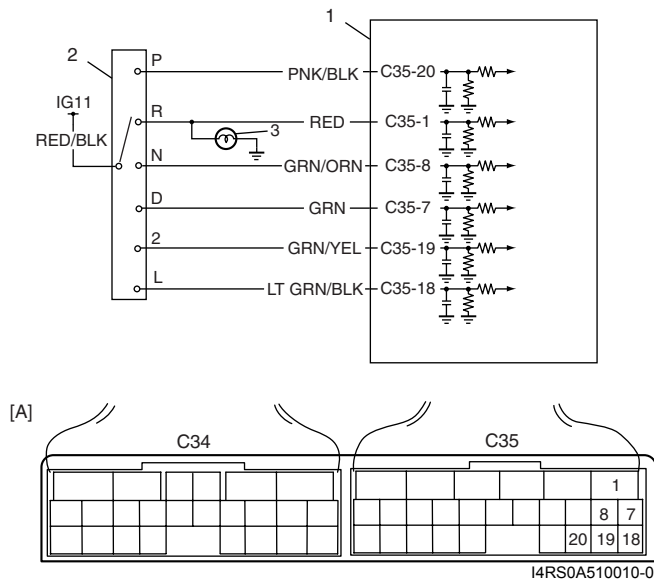 1
2
P
PNK/BLK
C35-20
IG11
R
RED
C35-1
3
RED/BLK
N
GRN/ORN
C35-8
D
GRN
C35-7
2
GRN/YEL
C35-19
L
LT GRN/BLK
C35-18
[A]
C34
C35
1
8 7
20 19 18
I4RS0A510010-0